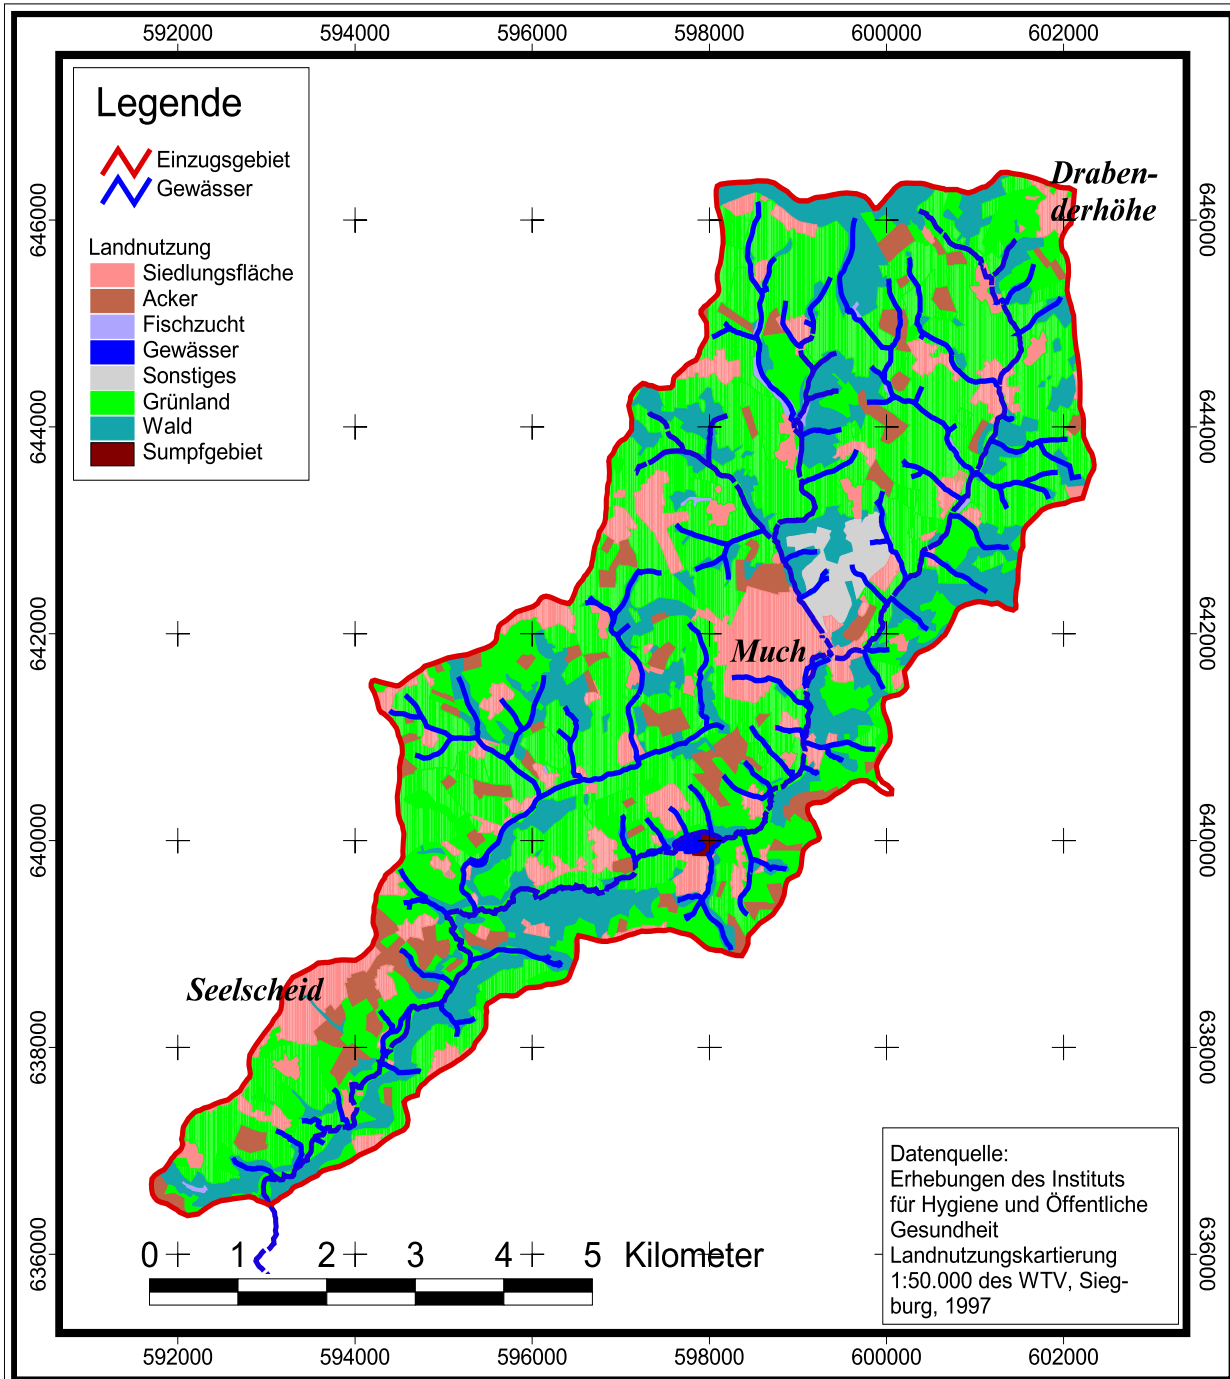 592000 594000 596000 598000 600000 602000
Legende
Einzugsgebiet
Gewässer
Landnutzung
Siedlungsfläche
Acker
Fischzucht
Gewässer
Sonstiges
Grünland
Wald
Sumpfgebiet
Draben-
derhöhe
646000 646000
644000 644000
642000 642000
Much
640000 640000
Seelscheid
638000 638000
636000 636000
Datenquelle:
Erhebungen des Instituts
für Hygiene und Öffentliche
Gesundheit
Landnutzungskartierung
1:50.000 des WTV, Sieg-
burg, 1997
0 1 2 3 4 5 Kilometer
592000 594000 596000 598000 600000 602000